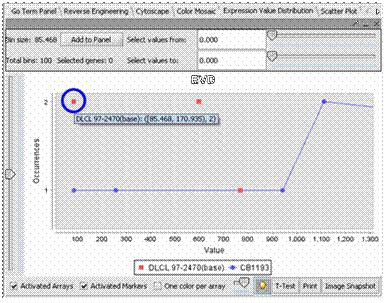 Go Term Panel Reverse Engineering Cytoscape Color Mosaic Expression Value Distribution Scatter Plot
Bin size: 85.468 Add to Panel Select values from: 0.000
Total bins: 100 Selected genes: 0 Select values to: 0.000
EVD
2
DLCL 97-2470(base): ([85.468, 170.935), 2)
Occurrences
1
100 200 300 400 500 600 700 800 900 1,000 1,100 1,200 1,300
Value
DLCL 97-2470(base) CB1193
Activated Arrays Activated Markers One color per array T-Test Print Image Snapshot